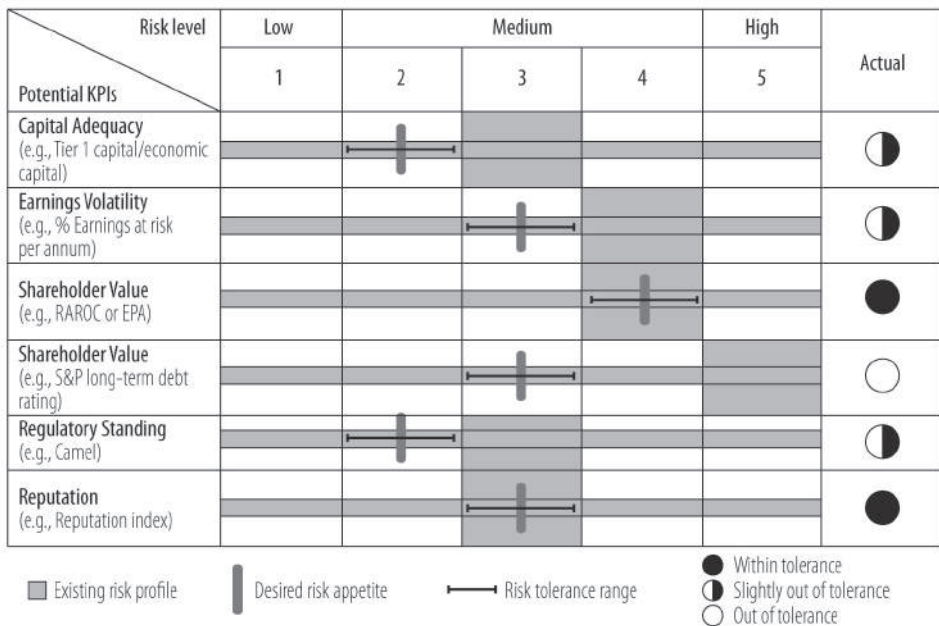 Risk level
Low
Medium
High
Actual
Potential KPIs
1
2
3
4
5
Capital Adequacy
(e.g., Tier 1 capital/economic
capital)
Earnings Volatility
(e.g., % Earnings at risk
per annum)
Shareholder Value
(e.g., RAROC or EPA)
Shareholder Value
(e.g., S&P long-term debt
rating)
Regulatory Standing
(e.g., Camel)
Reputation
(e.g., Reputation index)
Existing risk profile
Desired risk appetite
Risk tolerance range
Within tolerance
Slightly out of tolerance
Out of tolerance